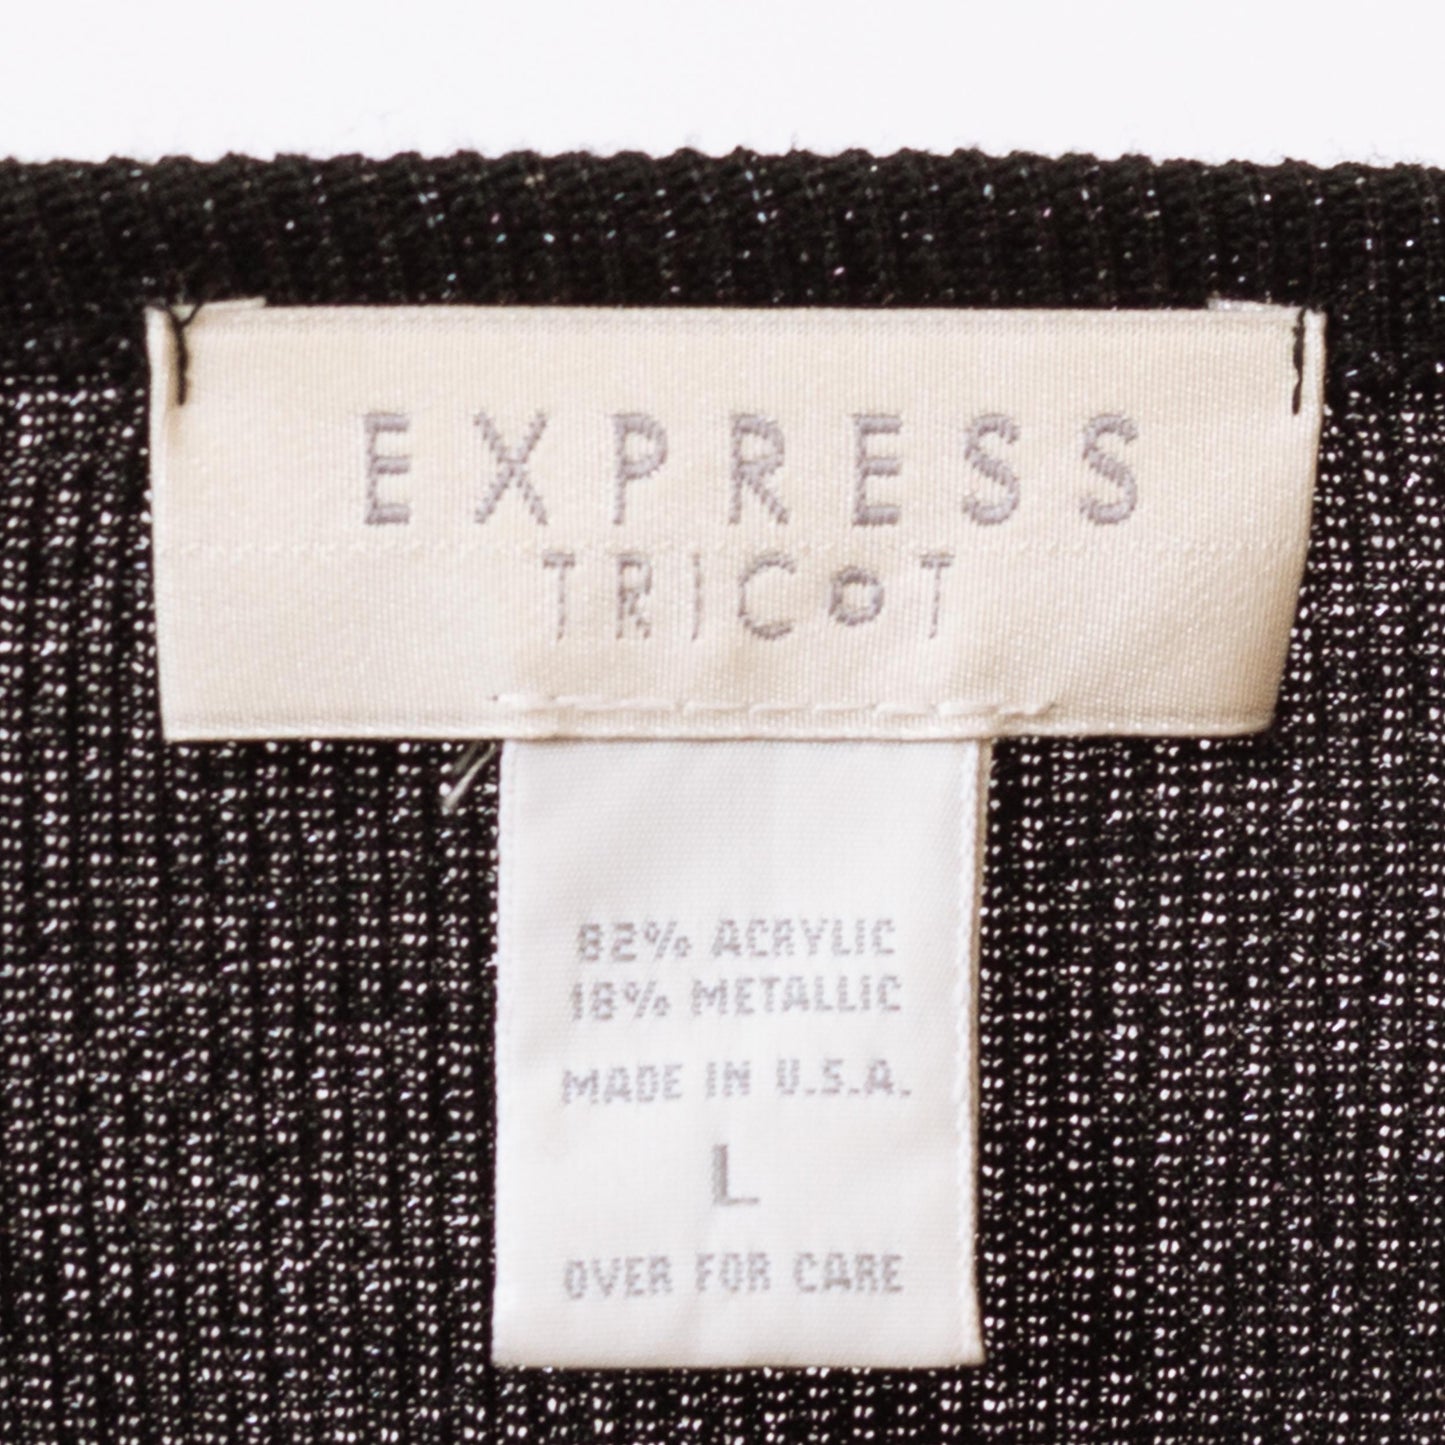 EXPRESS
TRICOT
82% ACRYLIC
18% METALLIC
MADE IN U.S.A.
L
OVER FOR CARE